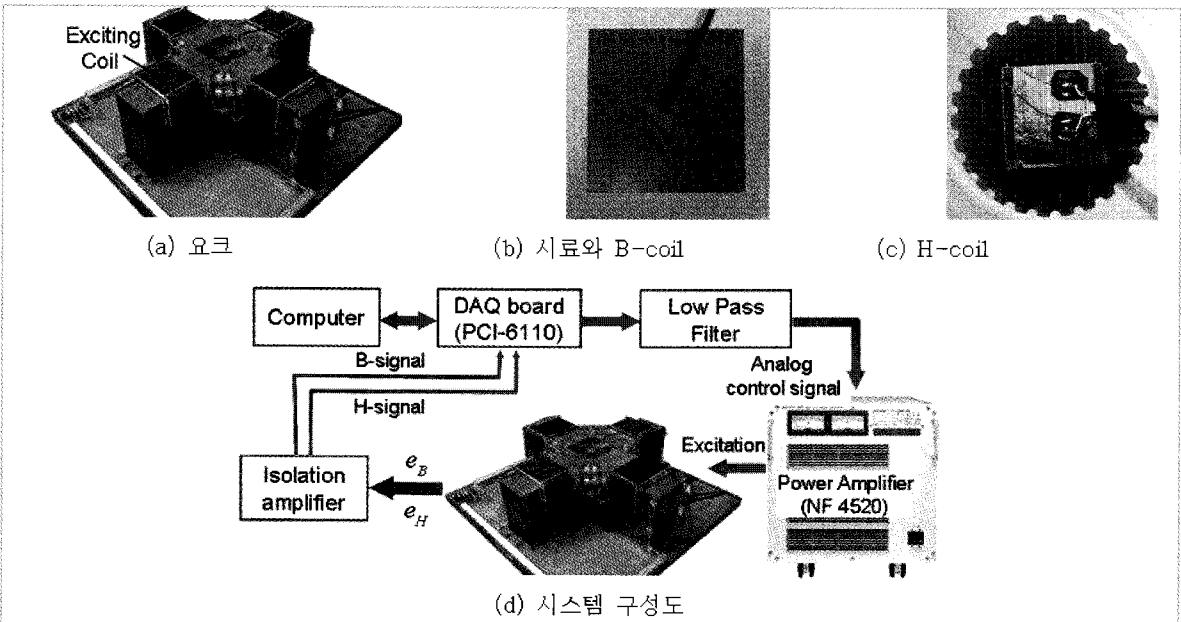 Exciting
Coil
(a) 요크
(b) 시료와 B-coil
(c) H-coil
Computer
DAQ board
(PCI-6110)
Low Pass
Filter
B-signal
H-signal
Analog
control signal
Isolation
amplifier
e_B
e_H
Excitation
Power Amplifier
(NF 4520)
(d) 시스템 구성도